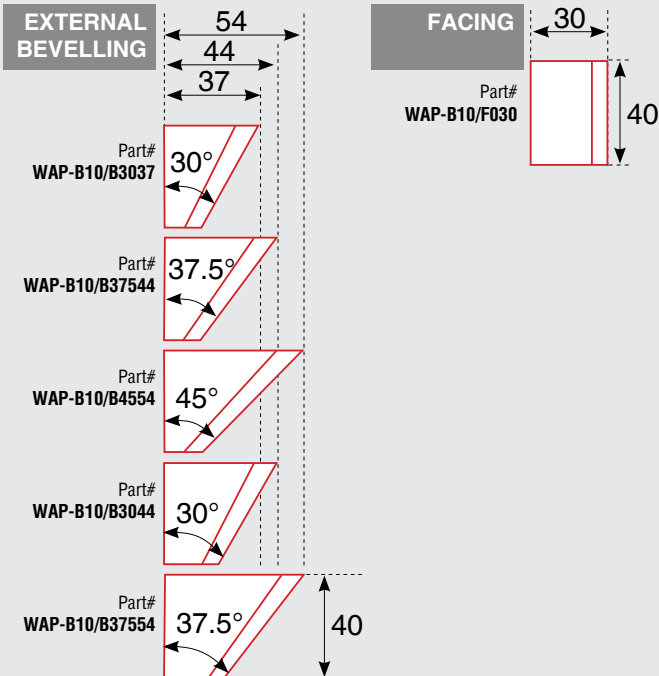 EXTERNAL
BEVELLING
54
44
37
Part#
WAP-B10/B3037
30°
Part#
WAP-B10/B37544
37.5°
Part#
WAP-B10/B4554
45°
Part#
WAP-B10/B3044
30°
Part#
WAP-B10/B37554
37.5°
40
FACING
30
Part#
WAP-B10/F030
40